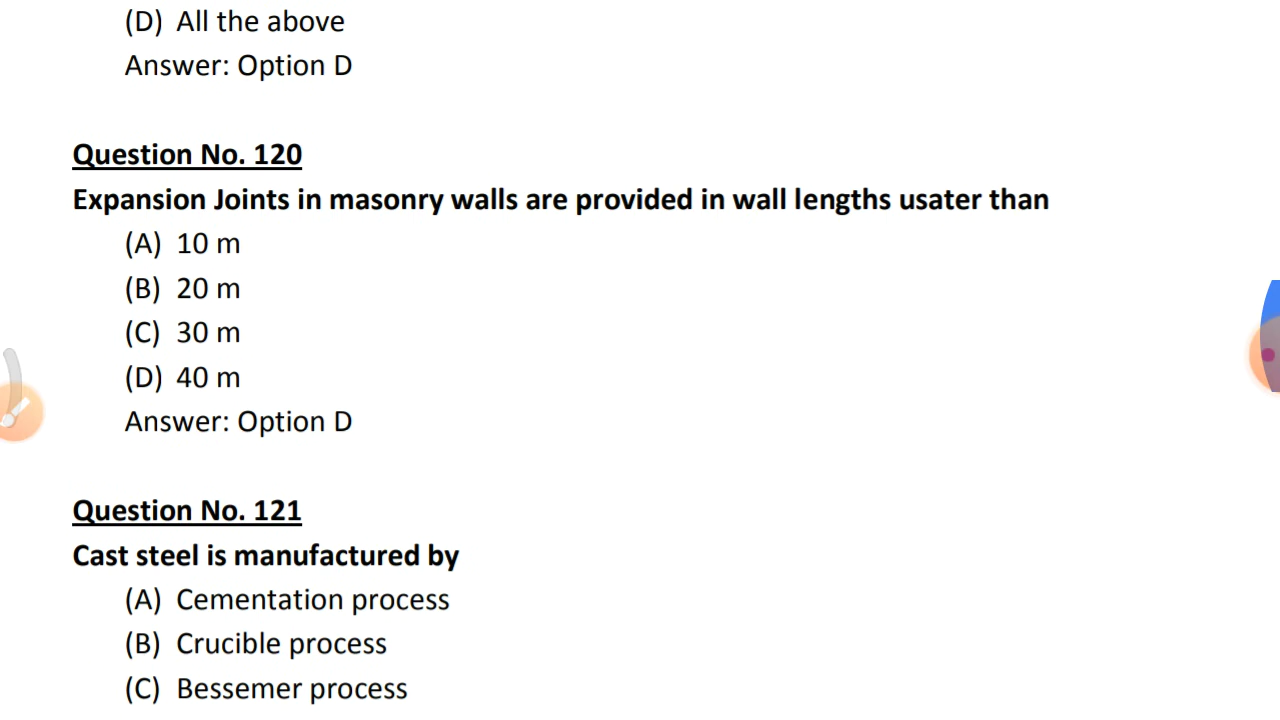 (D) All the above
Answer: Option D
Question No. 120
Expansion Joints in masonry walls are provided in wall lengths usater than
(A) 10 m
(B) 20 m
(C) 30 m
(D) 40 m
Answer: Option D
Question No. 121
Cast steel is manufactured by
(A) Cementation process
(B) Crucible process
(C) Bessemer process